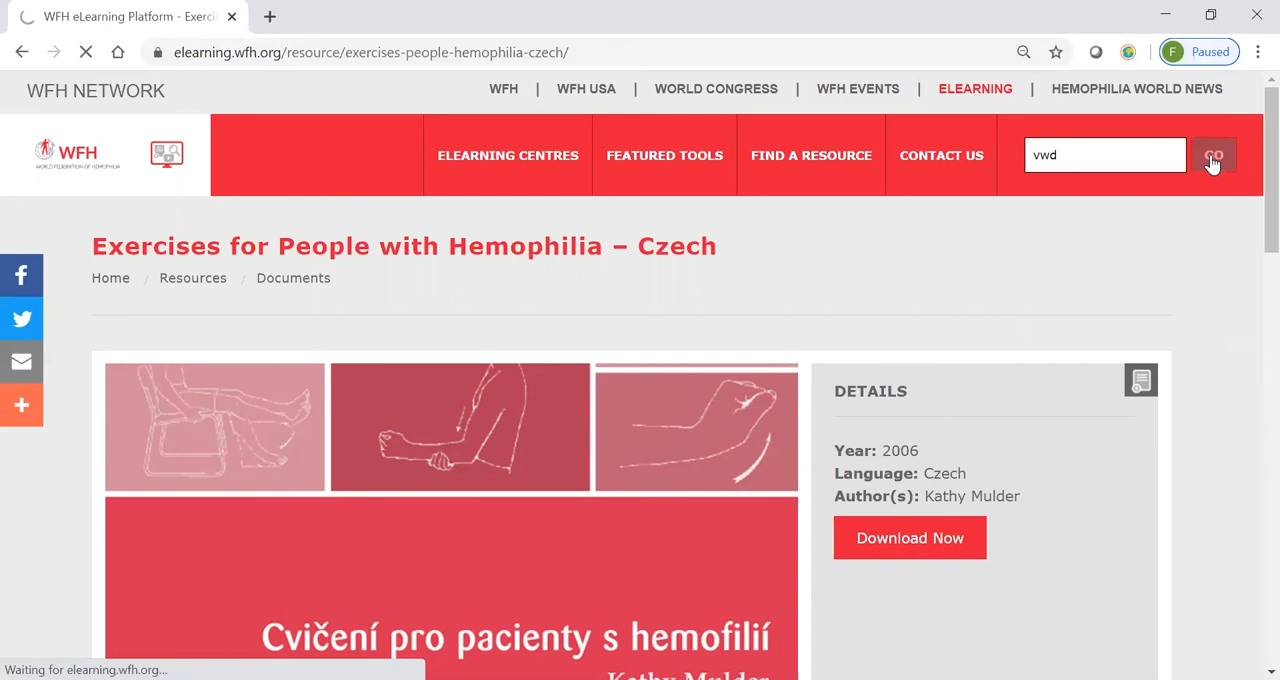 WFH eLearning Platform - Exercis
elearning.wfh.org/resource/exercises-people-hemophilia-czech/
F Paused
WFH NETWORK
WFH | WFH USA | WORLD CONGRESS | WFH EVENTS | ELEARNING | HEMOPHILIA WORLD NEWS
WFH
WORLD FEDERATION OF HEMOPHILIA
ELEARNING CENTRES
FEATURED TOOLS
FIND A RESOURCE
CONTACT US
vwd
GO
Exercises for People with Hemophilia – Czech
Home / Resources / Documents
DETAILS
Year: 2006
Language: Czech
Author(s): Kathy Mulder
Download Now
Cvičení pro pacienty s hemofilií
Kathy Mulder
Waiting for elearning.wfh.org...